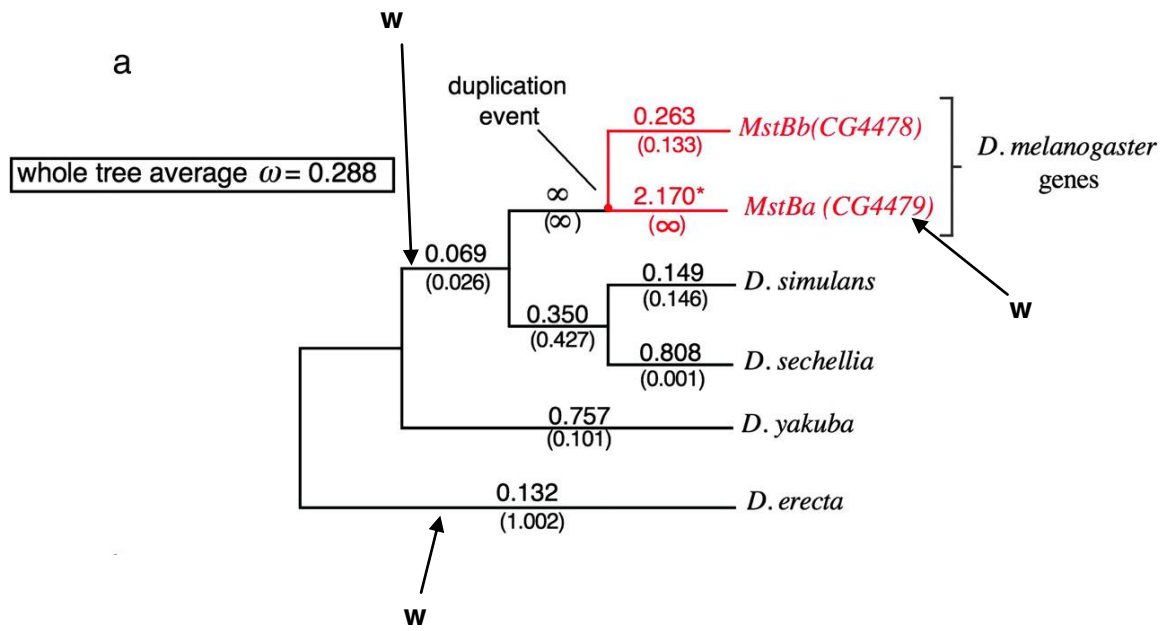 w
a
duplication
event
whole tree average ω = 0.288
0.263
(0.133)
MstBb(CG4478)
D. melanogaster
genes
∞
(∞)
2.170*
(∞)
MstBa (CG4479)
w
0.069
(0.026)
0.149
(0.146)
D. simulans
0.350
(0.427)
0.808
(0.001)
D. sechellia
0.757
(0.101)
D. yakuba
0.132
(1.002)
D. erecta
w